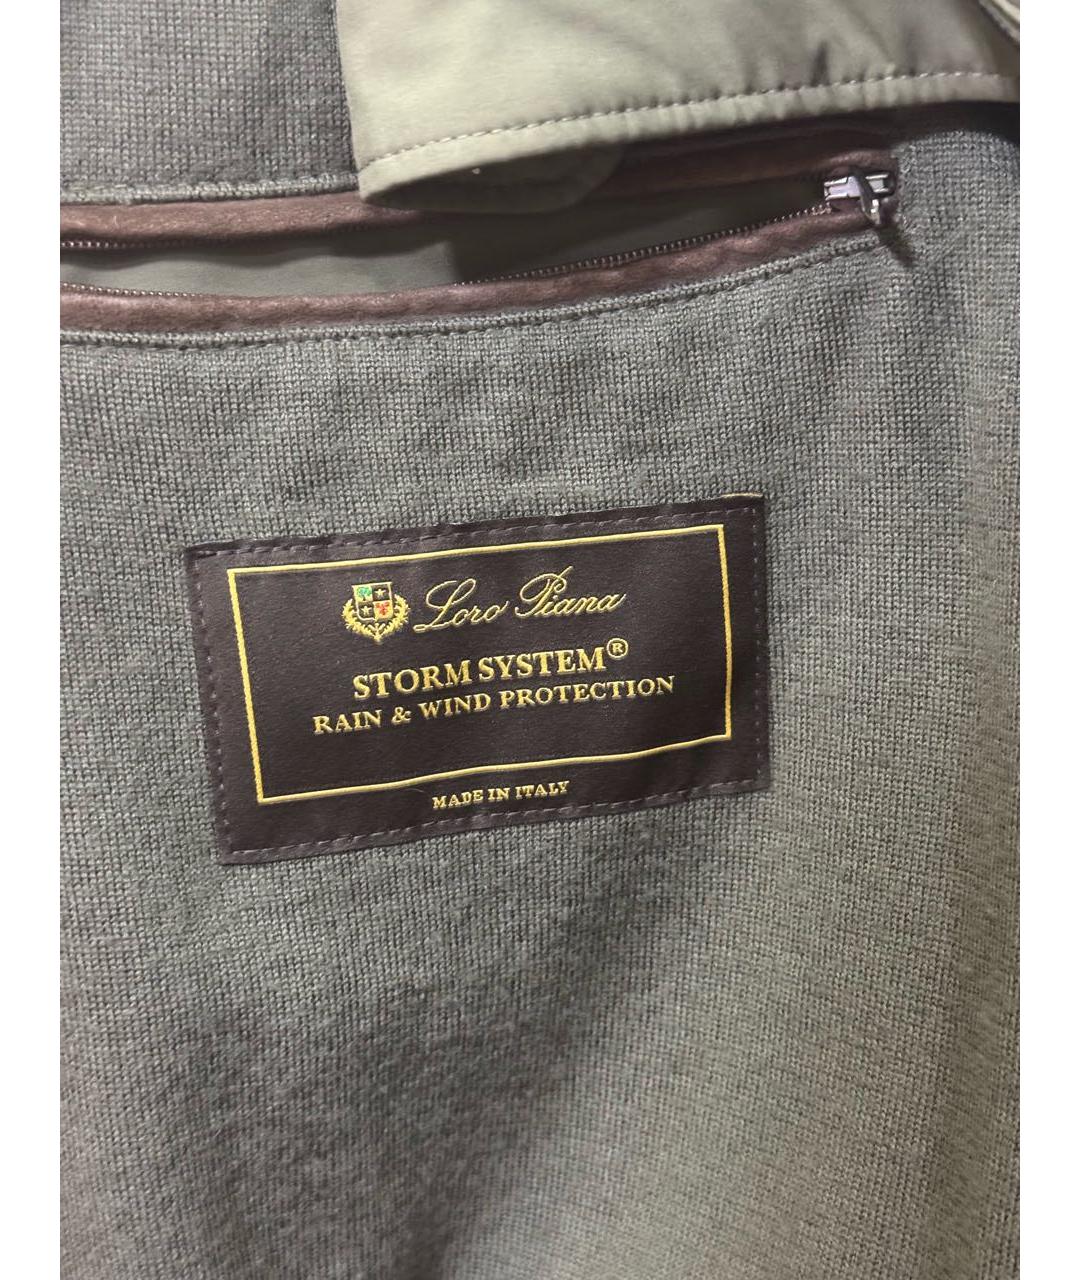 Loro Piana
STORM SYSTEM®
RAIN & WIND PROTECTION
MADE IN ITALY